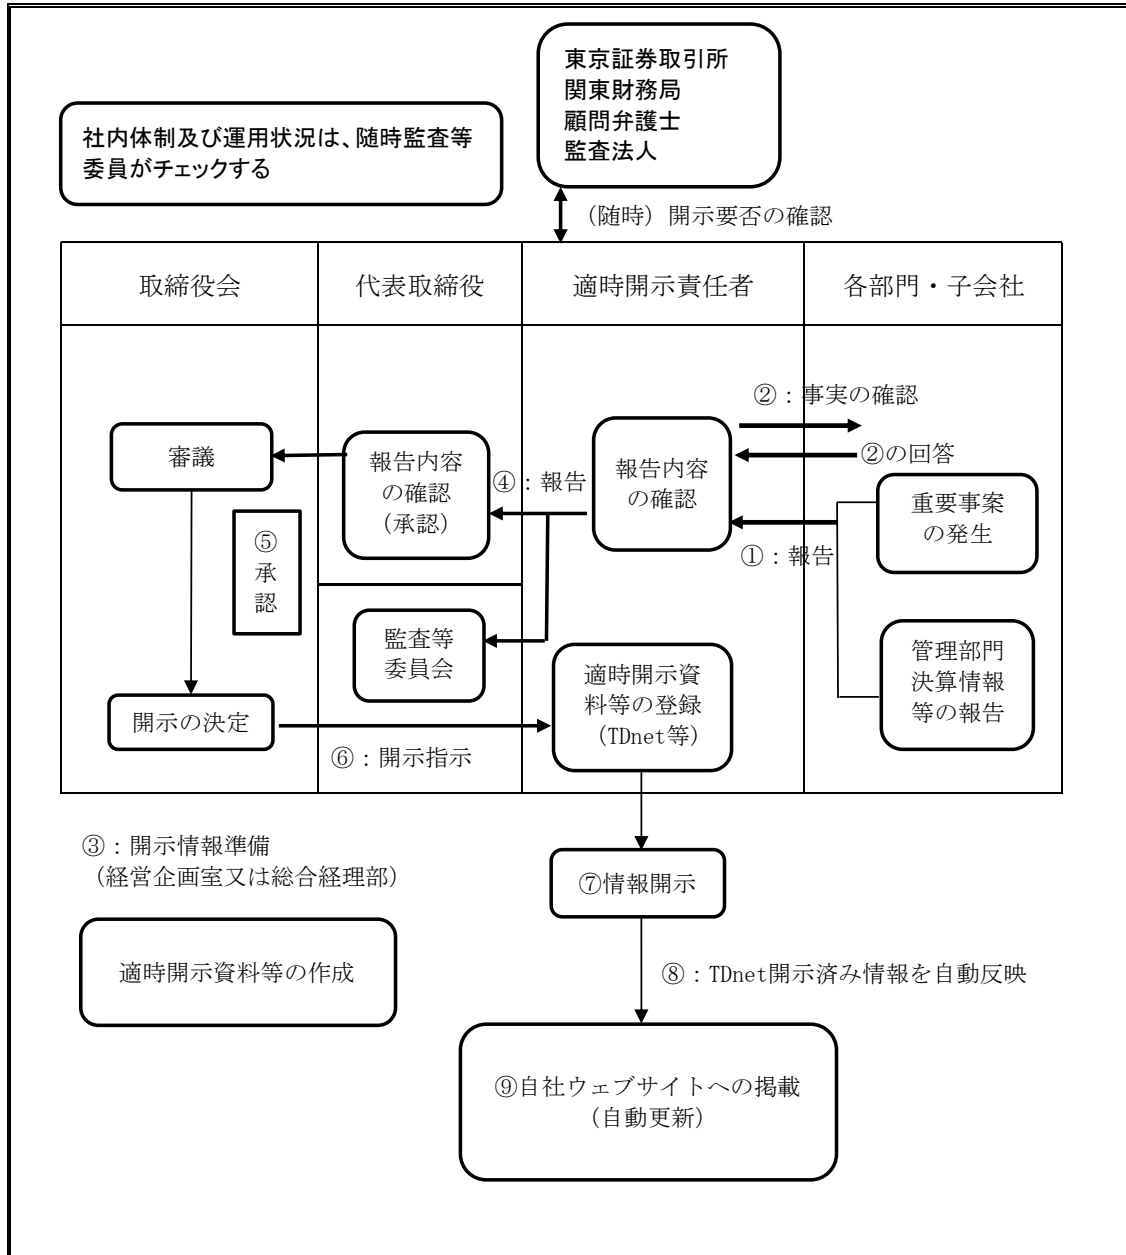 東京証券取引所
関東財務局
顧問弁護士
監査法人
社内体制及び運用状況は、随時監査等
委員がチェックする
（随時）開示要否の確認
取締役会
代表取締役
適時開示責任者
各部門・子会社
②：事実の確認
②の回答
審議
報告内容
の確認
（承認）
④：報告
報告内容
の確認
重要事案
の発生
①：報告
⑤
承
認
監査等
委員会
適時開示資
料等の登録
（TDnet等）
管理部門
決算情報
等の報告
開示の決定
⑥：開示指示
③：開示情報準備
（経営企画室又は総合経理部）
⑦情報開示
適時開示資料等の作成
⑧：TDnet開示済み情報を自動反映
⑨自社ウェブサイトへの掲載
（自動更新）